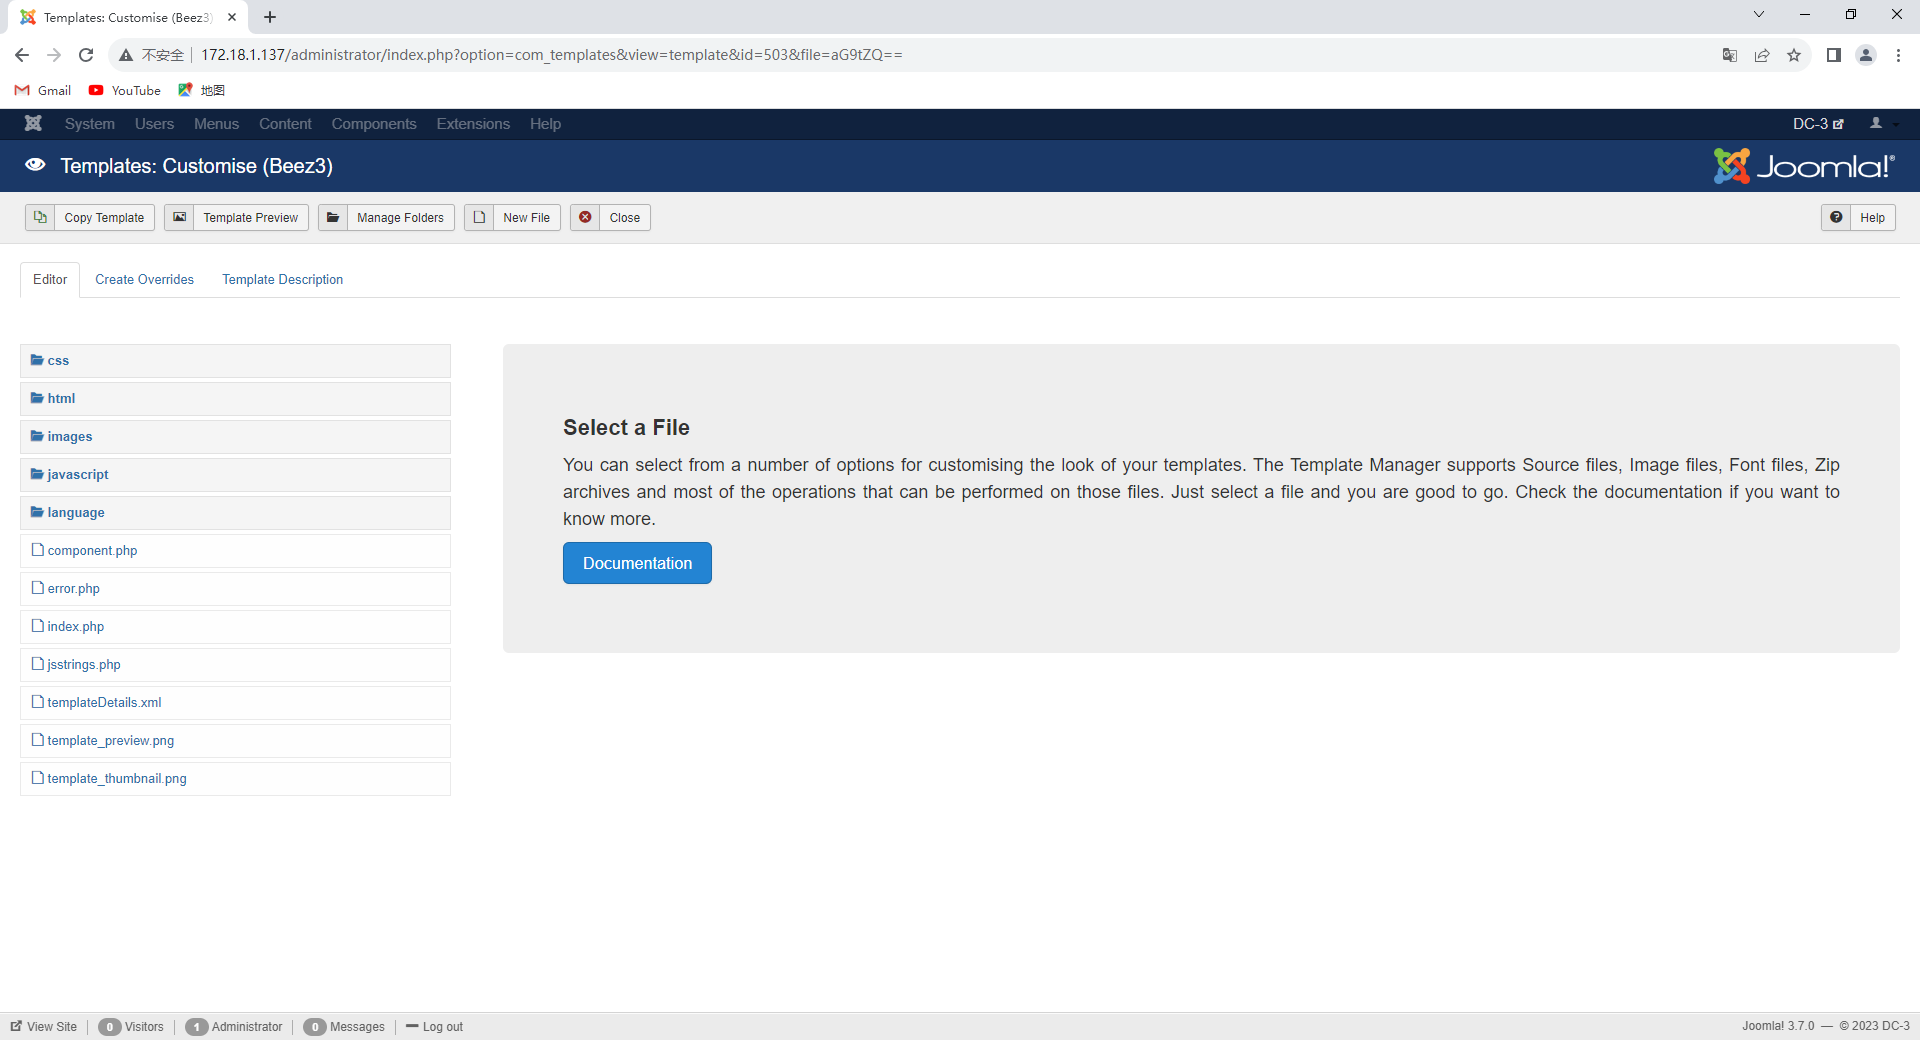 Templates: Customise (Beez3)
不安全 172.18.1.137/administrator/index.php?option=com_templates&view=template&id=503&file=aG9tZQ==
Gmail YouTube 地图
System Users Menus Content Components Extensions Help DC-3
Templates: Customise (Beez3) Joomla!®
Copy Template Template Preview Manage Folders New File Close Help
Editor Create Overrides Template Description
css
html
images
javascript
language
component.php
error.php
index.php
jsstrings.php
templateDetails.xml
template_preview.png
template_thumbnail.png
Select a File
You can select from a number of options for customising the look of your templates. The Template Manager supports Source files, Image files, Font files, Zip
archives and most of the operations that can be performed on those files. Just select a file and you are good to go. Check the documentation if you want to
know more.
Documentation
View Site 0 Visitors 1 Administrator 0 Messages Log out Joomla! 3.7.0 — © 2023 DC-3